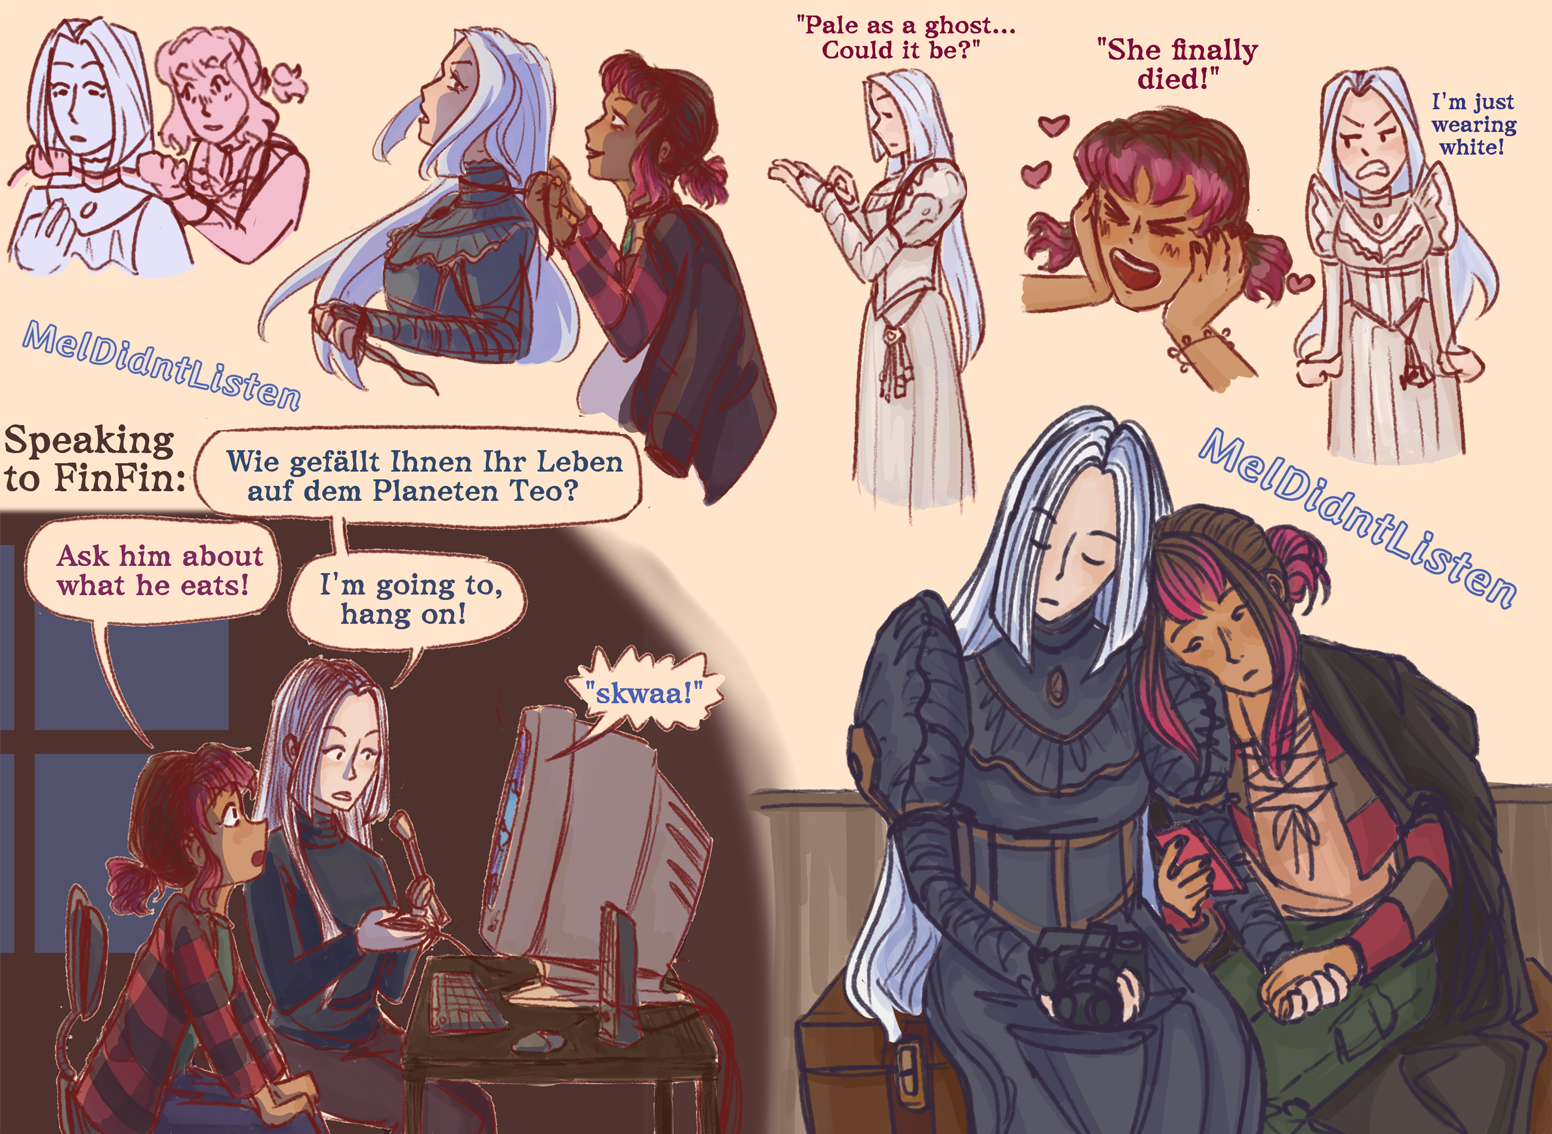 "Pale as a ghost...
Could it be?"
"She finally
died!"
I'm just
wearing
white!
MelDidntListen
Speaking
to FinFin:
Wie gefällt Ihnen Ihr Leben
auf dem Planeten Teo?
Ask him about
what he eats!
I'm going to,
hang on!
"skwaa!"
MelDidntListen